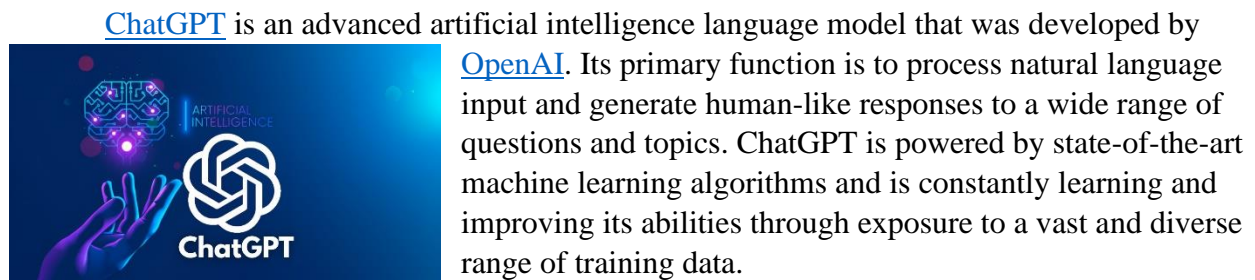 ChatGPT is an advanced artificial intelligence language model that was developed by
OpenAI. Its primary function is to process natural language
input and generate human-like responses to a wide range of
questions and topics. ChatGPT is powered by state-of-the-art
machine learning algorithms and is constantly learning and
improving its abilities through exposure to a vast and diverse
range of training data.
ARTIFICIAL
INTELLIGENCE
ChatGPT